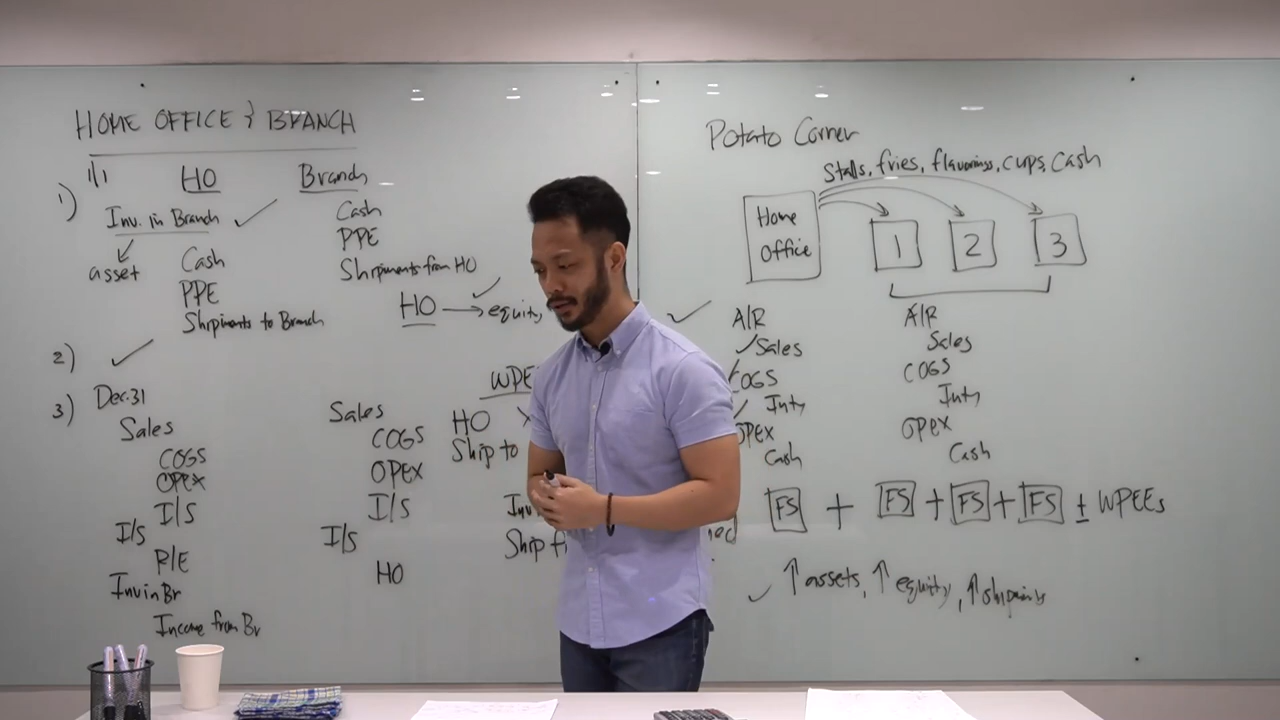 HOME OFFICE & BRANCH
1/1
HO
Branch
1)
Inv. in Branch
asset
Cash
PPE
Shipments to Branch
Cash
PPE
Shipments from HO
HO → equity
2)
3)
Dec. 31
Sales
COGS
OPEX
I/S
I/S
R/E
Inv in Br
Income from Br
Sales
COGS
OPEX
I/S
I/S
HO
HO
Ship to
Potato Corner
Stalls, fries, flavorings, cups, cash
Home
Office
1
2
3
A/R
Sales
COGS
Inty
OPEX
Cash
A/R
Sales
COGS
Inty
OPEX
Cash
FS + FS + FS + FS ± WPEEs
↑ assets, ↑ equity, ↑